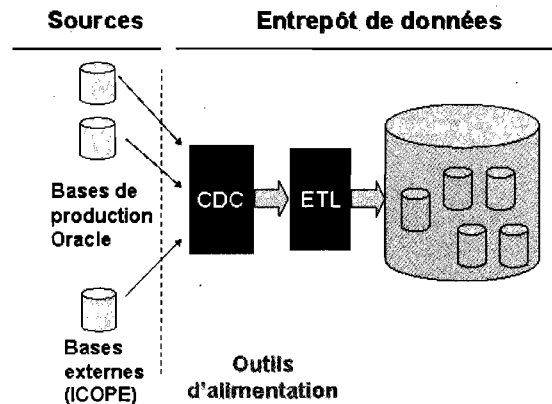 Sources
Entrepôt de données
Bases de
production
Oracle
CDC
ETL
Bases
externes
(ICOPE)
Outils
d'alimentation